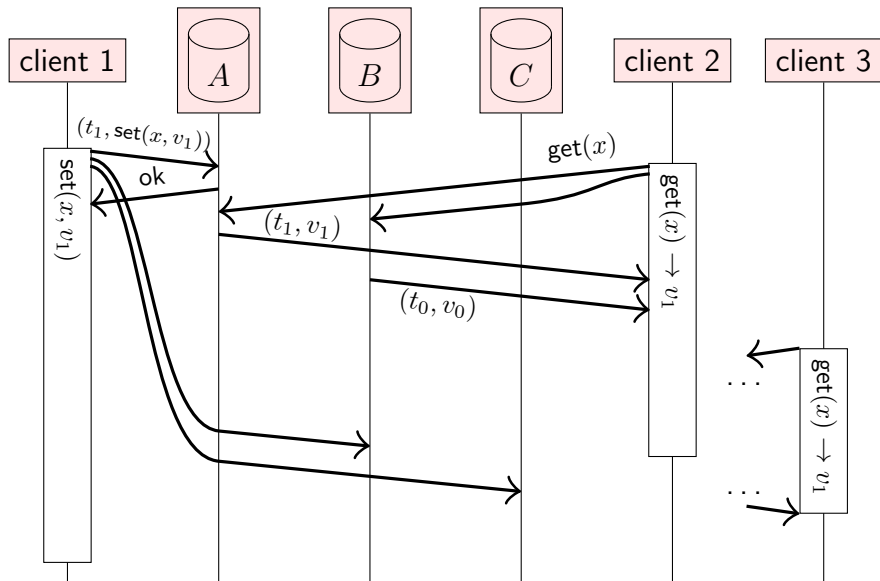 client 1
A
B
C
client 2
client 3
(t₁, set(x, v₁))
ok
get(x)
set(x, v₁)
(t₁, v₁)
get(x) → v₁
(t₀, v₀)
. . .
get(x) → v₁
. . .